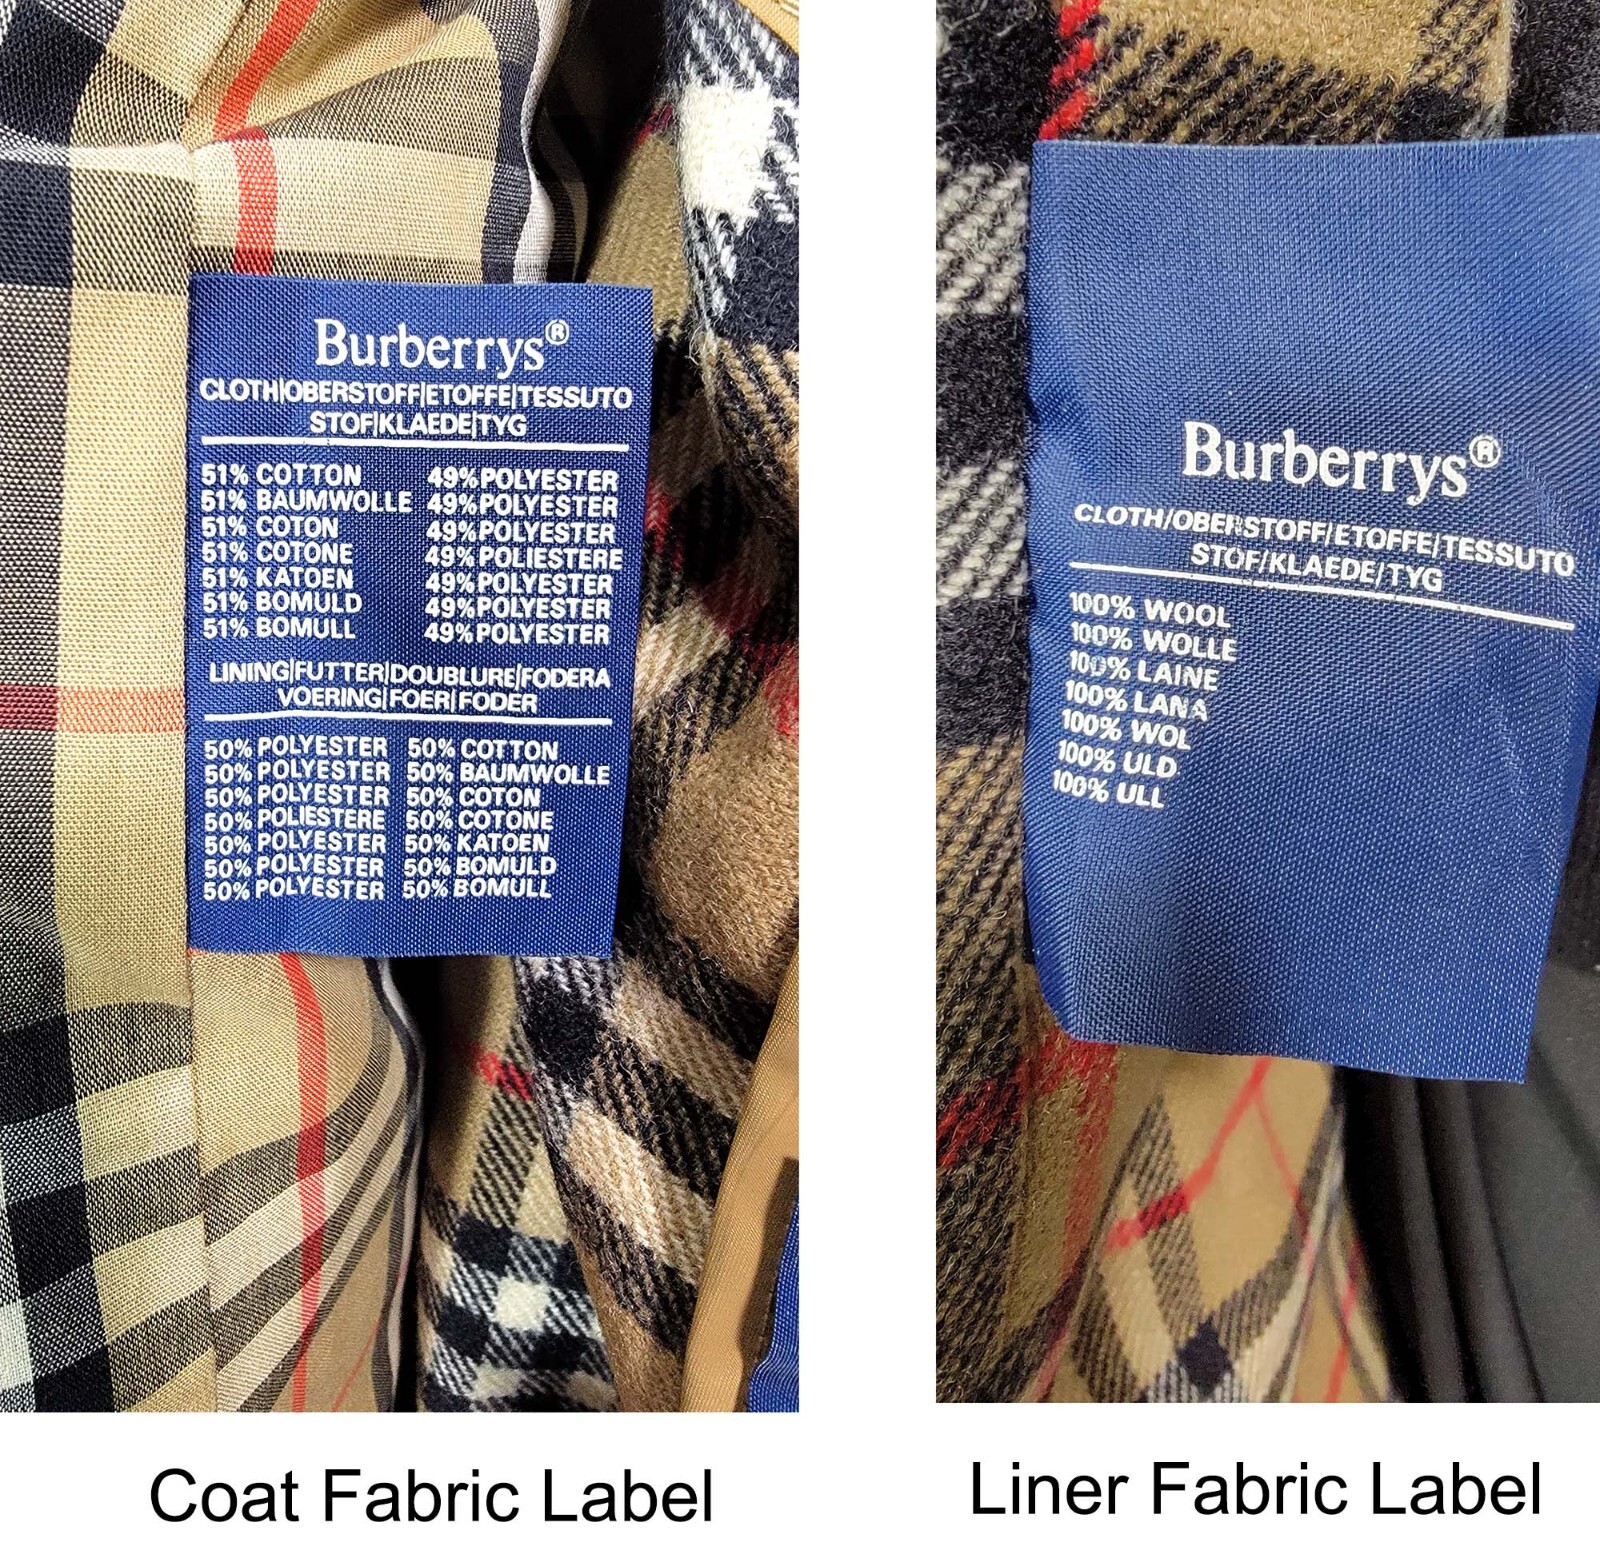 Burberrys®
CLOTH|OBERSTOFF|ETOFFE|TESSUTO
STOF|KLAEDE|TYG
51% COTTON 49% POLYESTER
51% BAUMWOLLE 49% POLYESTER
51% COTON 49% POLYESTER
51% COTONE 49% POLIESTERE
51% KATOEN 49% POLYESTER
51% BOMULD 49% POLYESTER
51% BOMULL 49% POLYESTER
LINING|FUTTER|DOUBLURE|FODERA
VOERING|FOER|FODER
50% POLYESTER 50% COTTON
50% POLYESTER 50% BAUMWOLLE
50% POLYESTER 50% COTON
50% POLIESTERE 50% COTONE
50% POLYESTER 50% KATOEN
50% POLYESTER 50% BOMULD
50% POLYESTER 50% BOMULL
Coat Fabric Label
Burberrys®
CLOTH/OBERSTOFF/ETOFFE/TESSUTO
STOF/KLAEDE/TYG
100% WOOL
100% WOLLE
100% LAINE
100% LANA
100% WOL
100% ULD
100% ULL
Liner Fabric Label